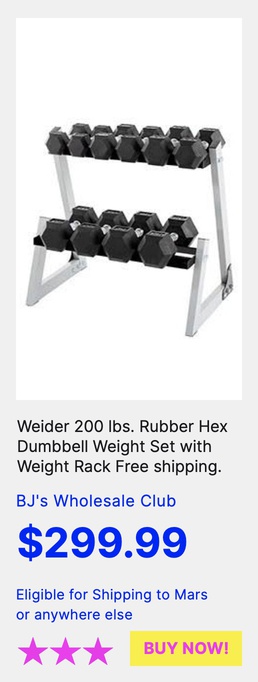 Weider 200 lbs. Rubber Hex
Dumbbell Weight Set with
Weight Rack Free shipping.
BJ's Wholesale Club
$299.99
Eligible for Shipping to Mars
or anywhere else
BUY NOW!